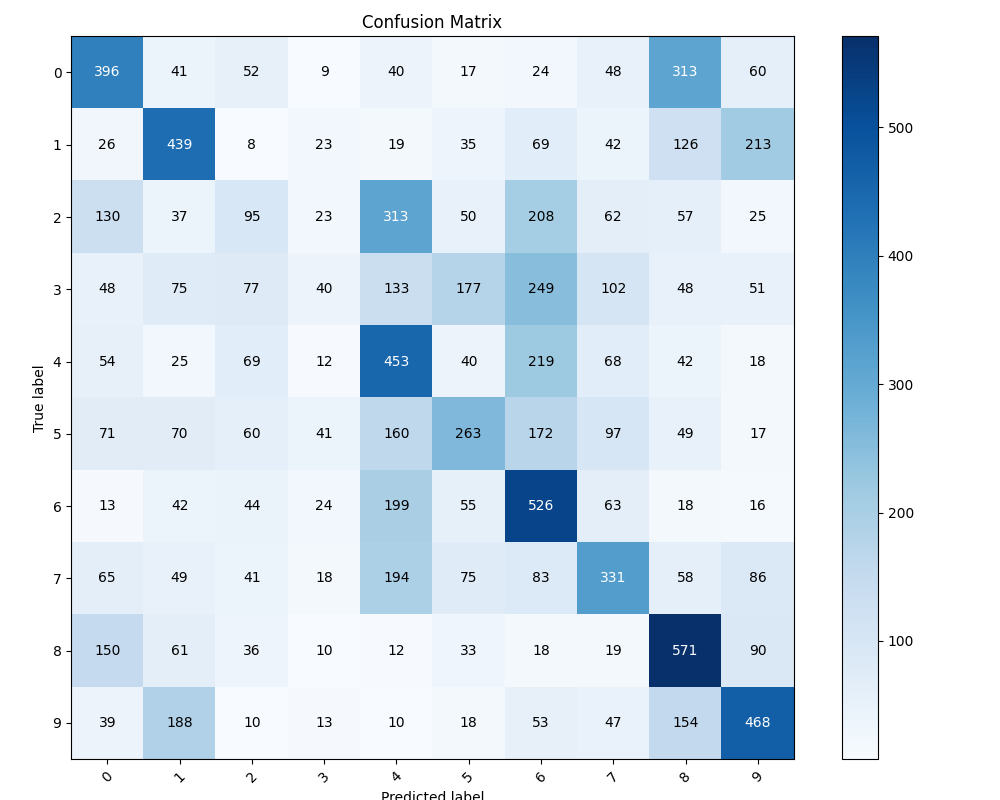 Confusion Matrix
0 396 41 52 9 40 17 24 48 313 60
1 26 439 8 23 19 35 69 42 126 213
2 130 37 95 23 313 50 208 62 57 25
3 48 75 77 40 133 177 249 102 48 51
4 54 25 69 12 453 40 219 68 42 18
5 71 70 60 41 160 263 172 97 49 17
6 13 42 44 24 199 55 526 63 18 16
7 65 49 41 18 194 75 83 331 58 86
8 150 61 36 10 12 33 18 19 571 90
9 39 188 10 13 10 18 53 47 154 468
0 1 2 3 4 5 6 7 8 9
True label
Predicted label
500
400
300
200
100